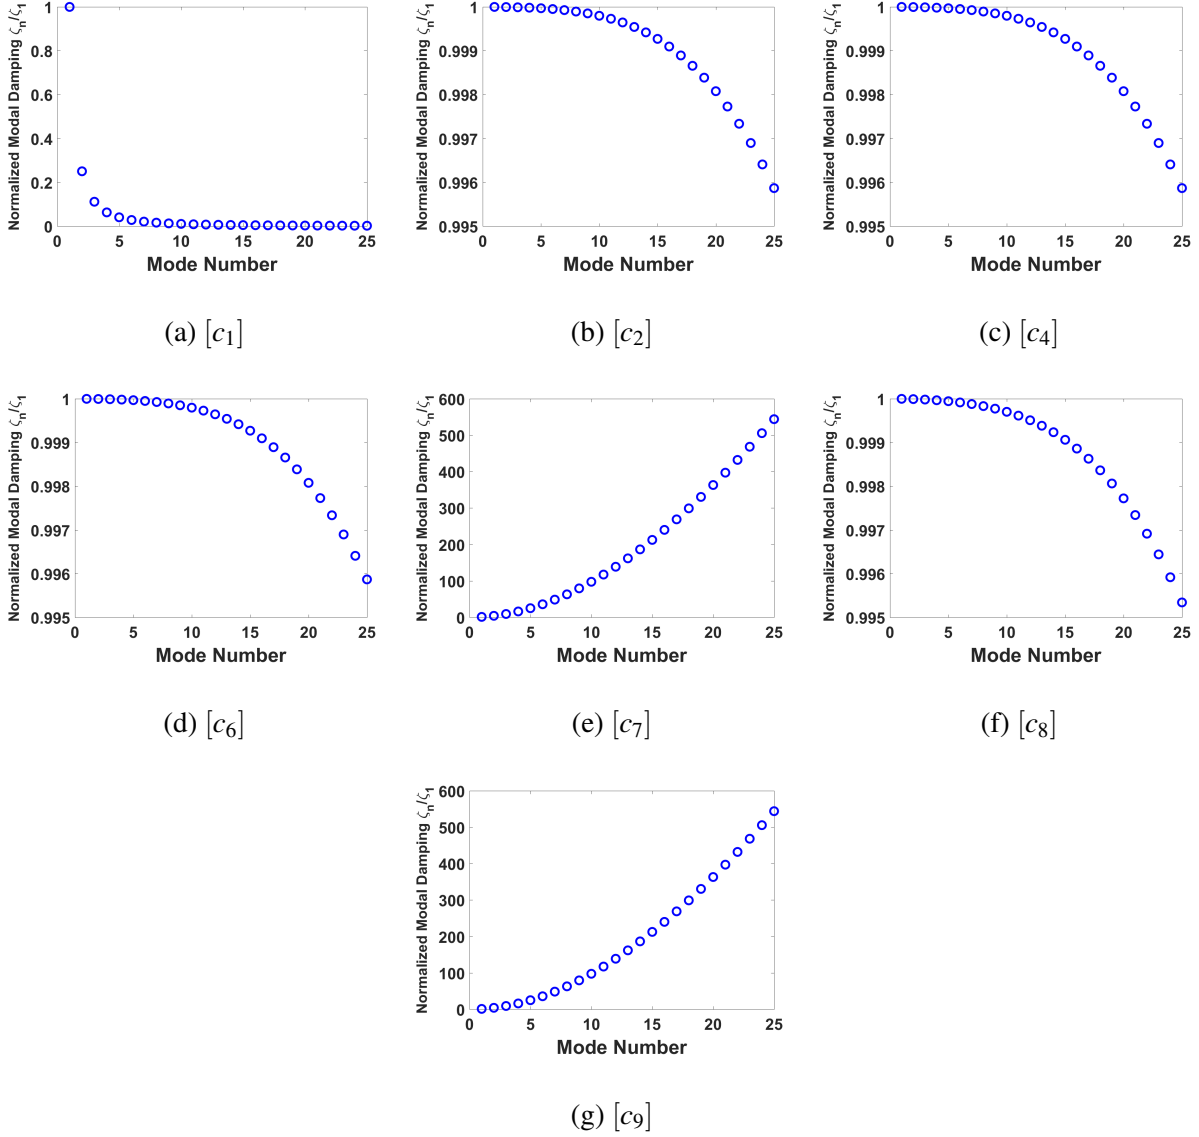 Normalized Modal Damping ζn/ζ1
1
0.8
0.6
0.4
0.2
0
0 5 10 15 20 25
Mode Number
(a) [c1]
Normalized Modal Damping ζn/ζ1
1
0.999
0.998
0.997
0.996
0.995
0 5 10 15 20 25
Mode Number
(b) [c2]
Normalized Modal Damping ζn/ζ1
1
0.999
0.998
0.997
0.996
0.995
0 5 10 15 20 25
Mode Number
(c) [c4]
Normalized Modal Damping ζn/ζ1
1
0.999
0.998
0.997
0.996
0.995
0 5 10 15 20 25
Mode Number
(d) [c6]
Normalized Modal Damping ζn/ζ1
600
500
400
300
200
100
0
0 5 10 15 20 25
Mode Number
(e) [c7]
Normalized Modal Damping ζn/ζ1
1
0.999
0.998
0.997
0.996
0.995
0 5 10 15 20 25
Mode Number
(f) [c8]
Normalized Modal Damping ζn/ζ1
600
500
400
300
200
100
0
0 5 10 15 20 25
Mode Number
(g) [c9]